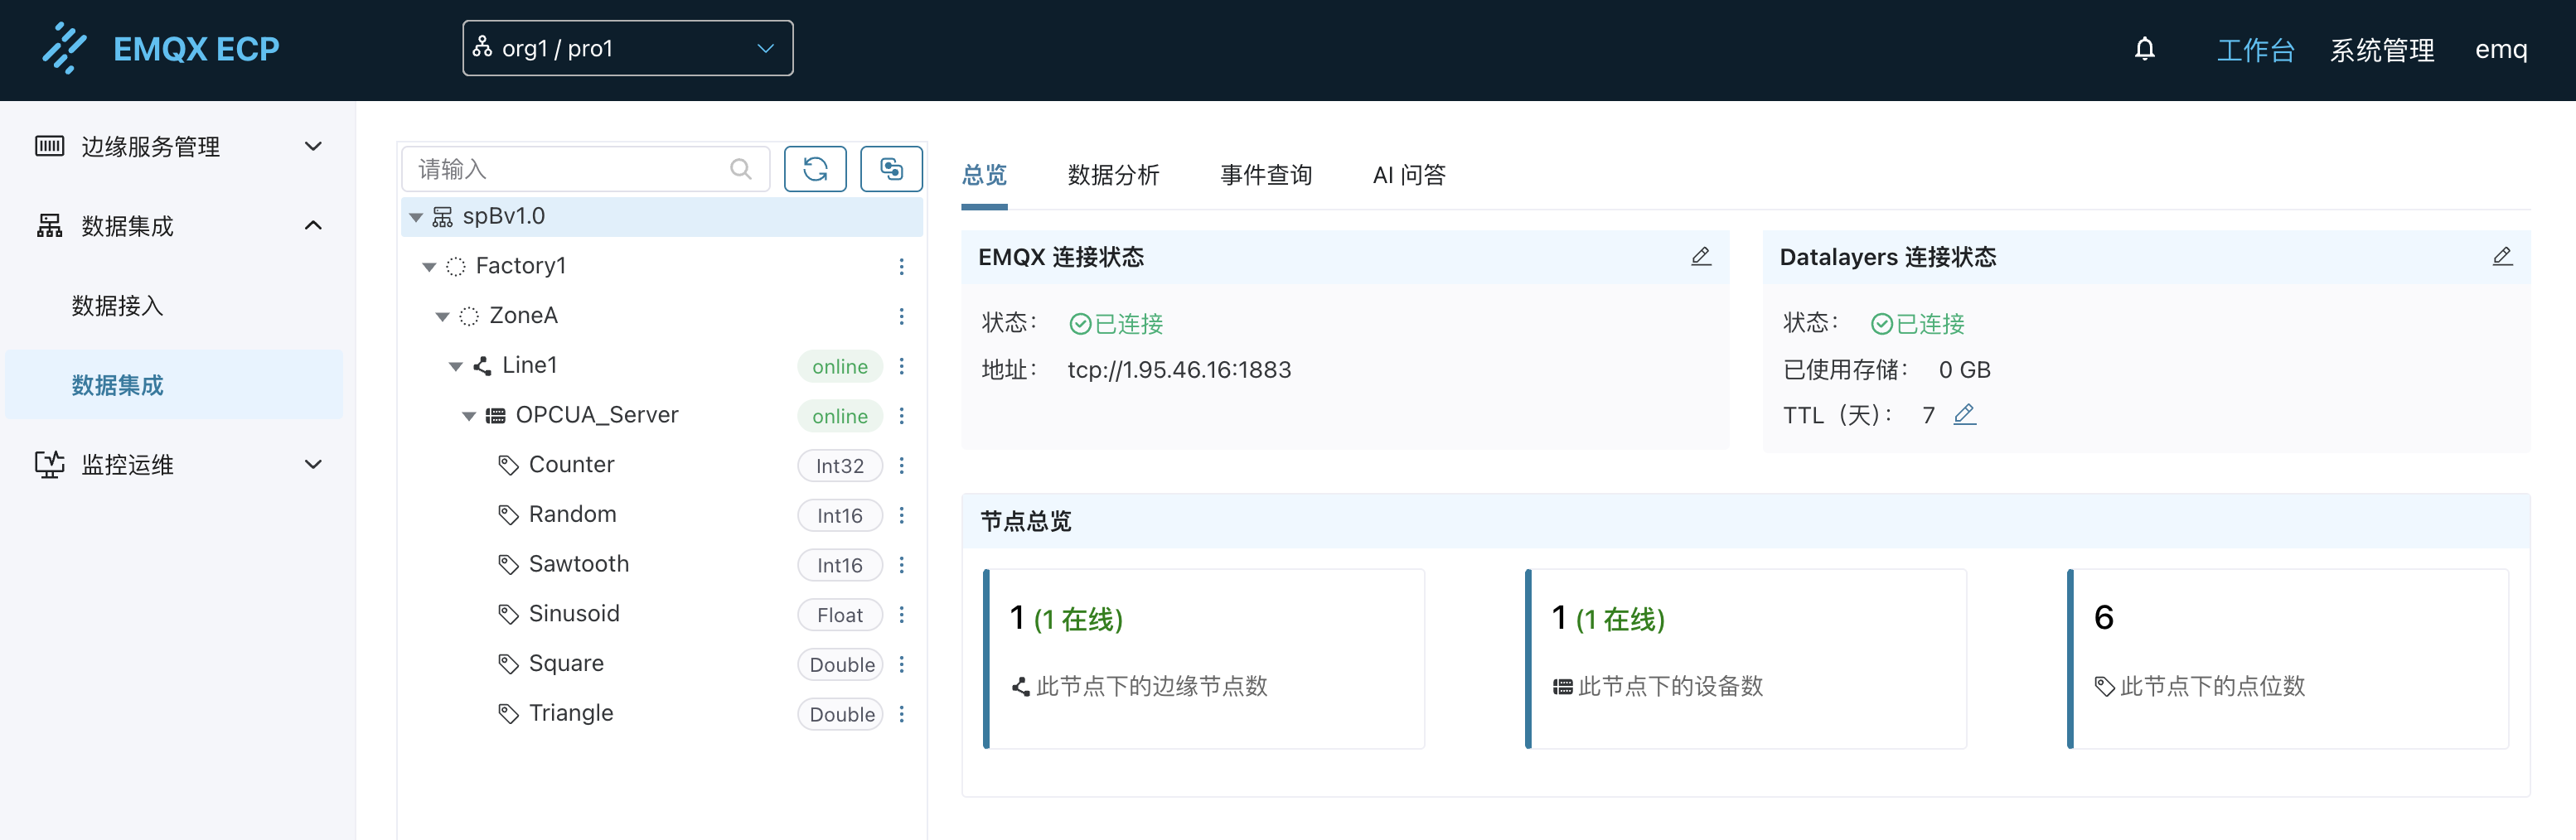 EMQX ECP
org1 / pro1
工作台
系统管理
emq
边缘服务管理
数据集成
数据接入
数据集成
监控运维
请输入
spBv1.0
Factory1
ZoneA
Line1 online
OPCUA_Server online
Counter Int32
Random Int16
Sawtooth Int16
Sinusoid Float
Square Double
Triangle Double
总览 数据分析 事件查询 AI 问答
EMQX 连接状态
状态： 已连接
地址： tcp://1.95.46.16:1883
Datalayers 连接状态
状态： 已连接
已使用存储： 0 GB
TTL（天）： 7
节点总览
1 (1 在线)
此节点下的边缘节点数
1 (1 在线)
此节点下的设备数
6
此节点下的点位数